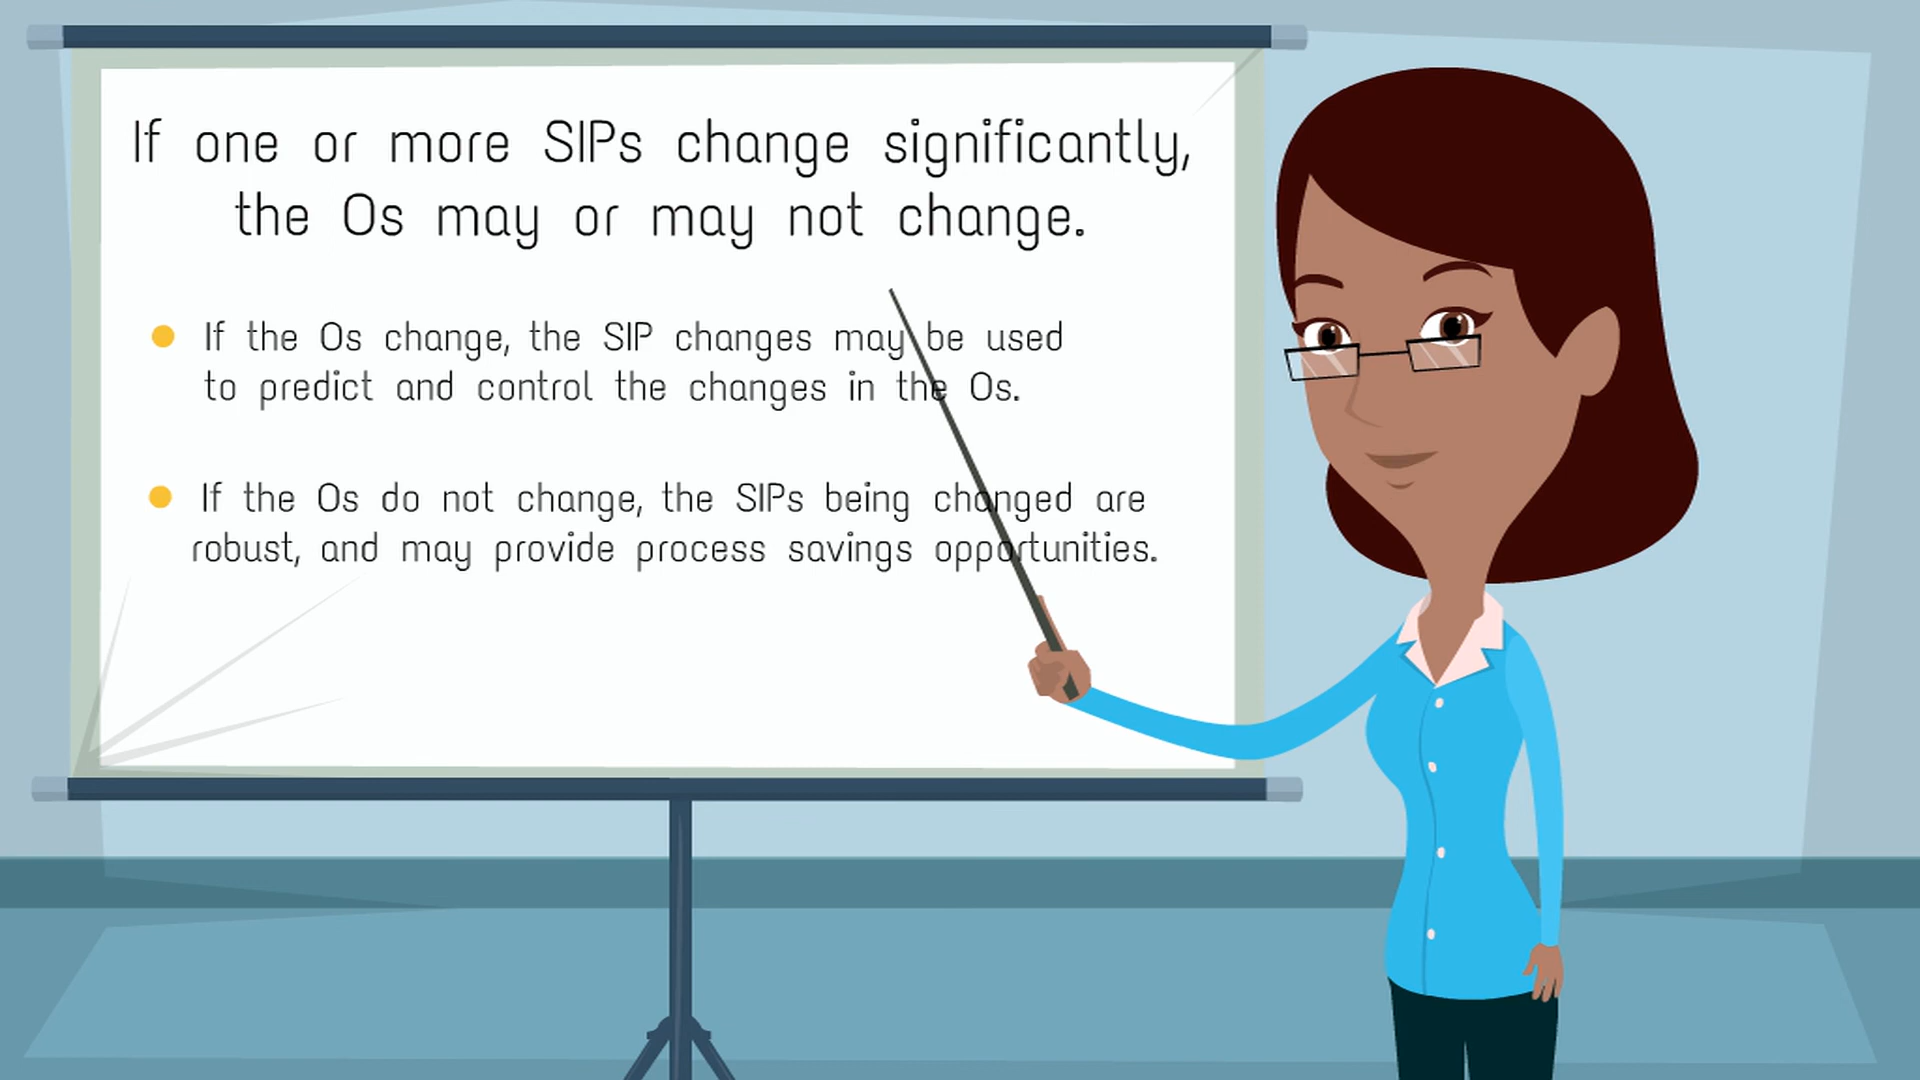 If one or more SIPs change significantly,
the Os may or may not change.
If the Os change, the SIP changes may be used
to predict and control the changes in the Os.
If the Os do not change, the SIPs being changed are
robust, and may provide process savings opportunities.